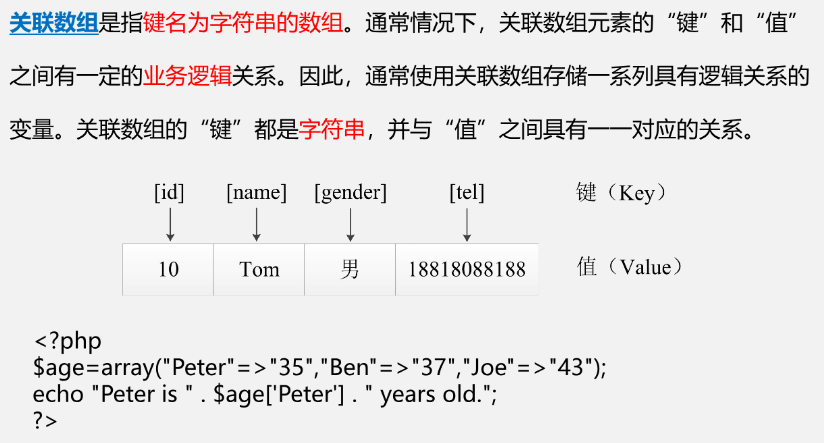 关联数组是指键名为字符串的数组。通常情况下，关联数组元素的“键”和“值”
之间有一定的业务逻辑关系。因此，通常使用关联数组存储一系列具有逻辑关系的
变量。关联数组的“键”都是字符串，并与“值”之间具有一一对应的关系。
[id] [name] [gender] [tel] 键（Key）
10 Tom 男 18818088188 值（Value）
<?php
$age=array("Peter"=>"35","Ben"=>"37","Joe"=>"43");
echo "Peter is " . $age['Peter'] . " years old.";
?>